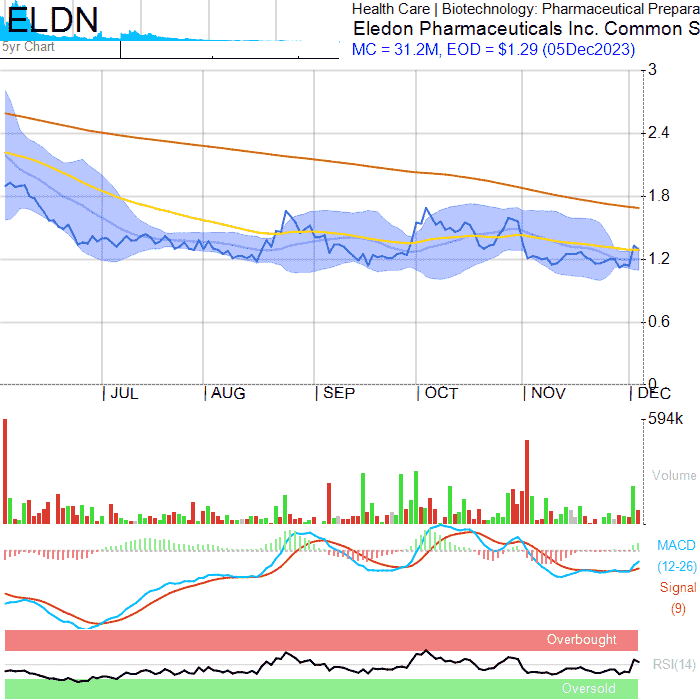 ELDN
5yr Chart
Health Care | Biotechnology: Pharmaceutical Prepara
Eledon Pharmaceuticals Inc. Common S
MC = 31.2M, EOD = $1.29 (05Dec2023)
3
2.4
1.8
1.2
0.6
0
JUL AUG SEP OCT NOV DEC
594k
Volume
MACD
(12-26)
Signal
(9)
Overbought
RSI(14)
Oversold